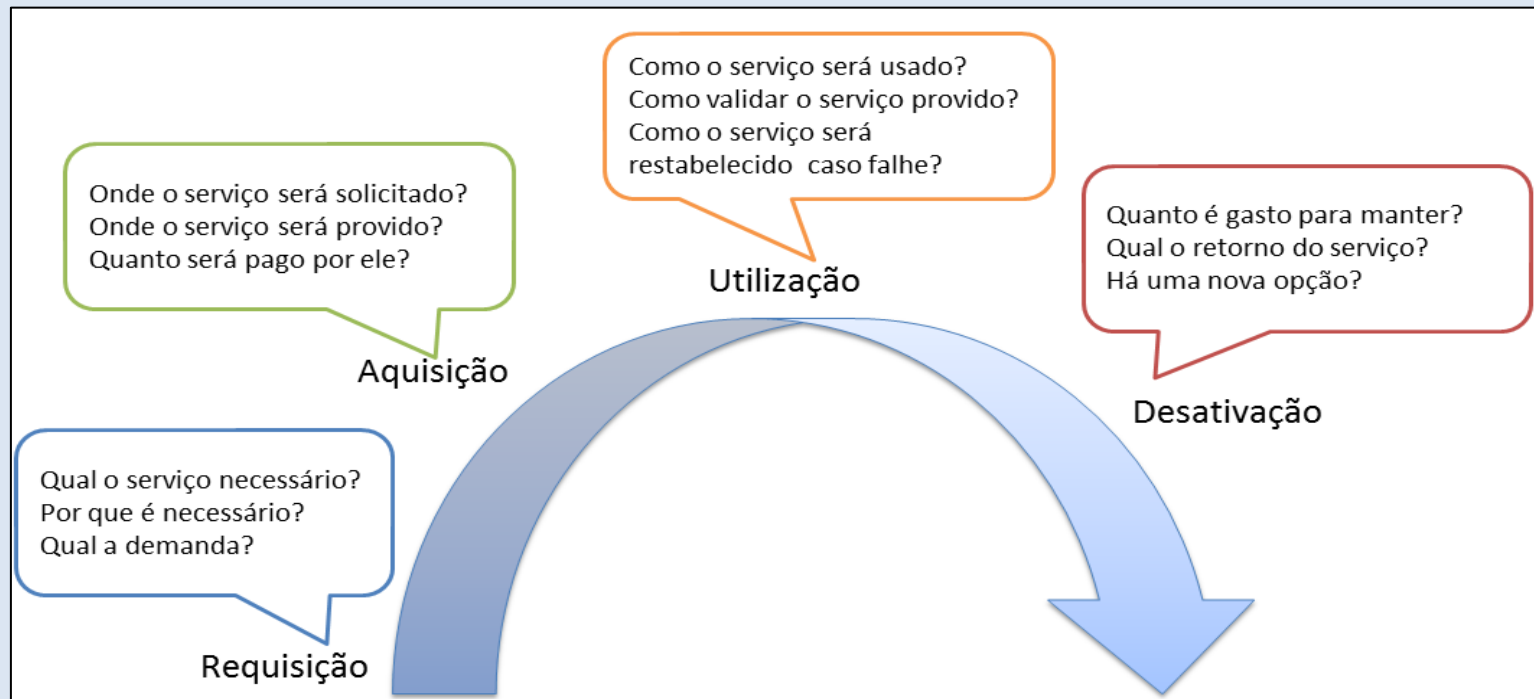 Qual o serviço necessário?
Por que é necessário?
Qual a demanda?
Requisição
Onde o serviço será solicitado?
Onde o serviço será provido?
Quanto será pago por ele?
Aquisição
Como o serviço será usado?
Como validar o serviço provido?
Como o serviço será
restabelecido caso falhe?
Utilização
Quanto é gasto para manter?
Qual o retorno do serviço?
Há uma nova opção?
Desativação